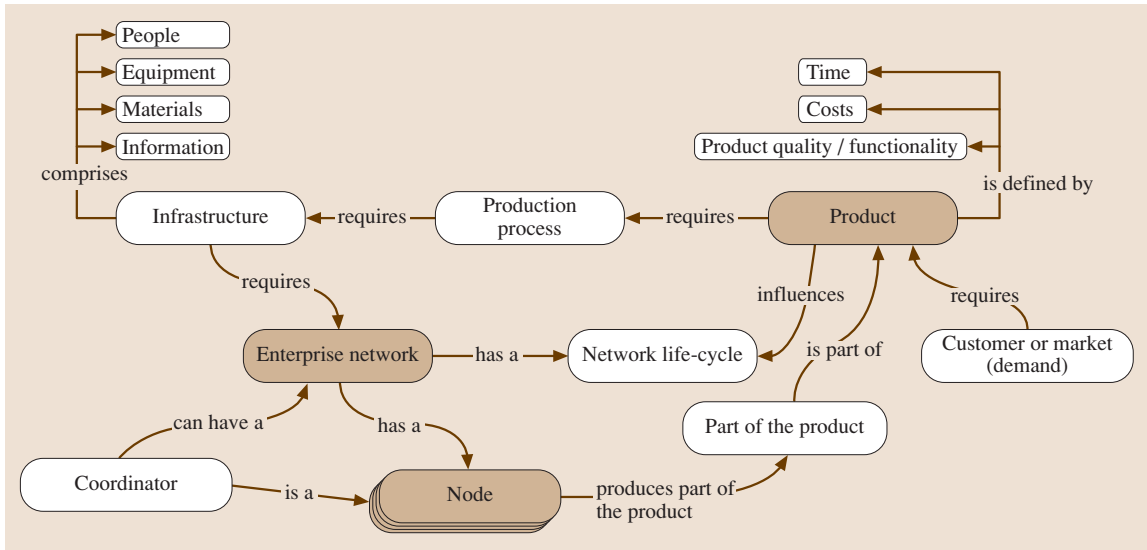 People
Equipment
Materials
Information
comprises
Time
Costs
Product quality / functionality
is defined by
Infrastructure
requires
Production
process
requires
Product
requires
influences
requires
Enterprise network
has a
Network life-cycle
is part of
Customer or market
(demand)
can have a
has a
Part of the product
Coordinator
is a
Node
produces part of
the product